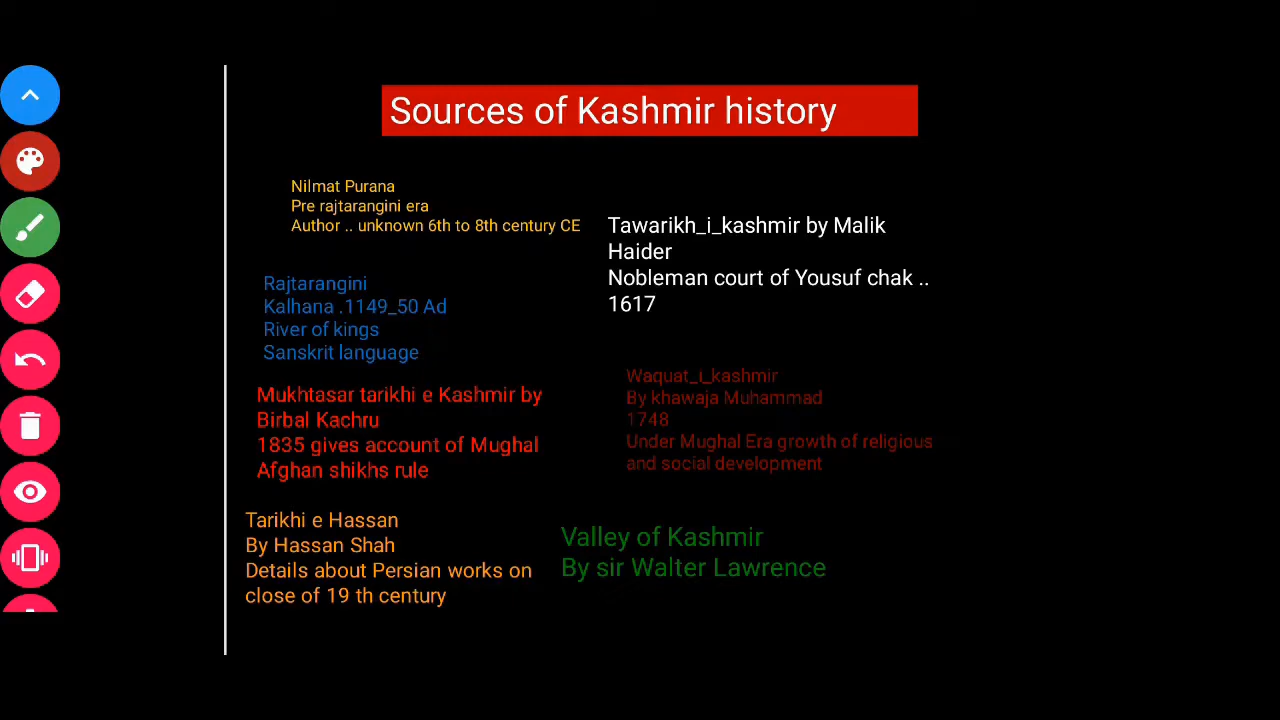 Sources of Kashmir history
Nilmat Purana
Pre rajtarangini era
Author .. unknown 6th to 8th century CE
Tawarikh_i_kashmir by Malik
Haider
Nobleman court of Yousuf chak ..
1617
Rajtarangini
Kalhana .1149_50 Ad
River of kings
Sanskrit language
Waquat_i_kashmir
By khawaja Muhammad
1748
Under Mughal Era growth of religious
and social development
Mukhtasar tarikhi e Kashmir by
Birbal Kachru
1835 gives account of Mughal
Afghan shikhs rule
Tarikhi e Hassan
By Hassan Shah
Details about Persian works on
close of 19 th century
Valley of Kashmir
By sir Walter Lawrence